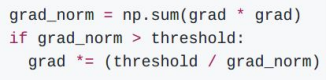 grad_norm = np.sum(grad * grad)
if grad_norm > threshold:
  grad *= (threshold / grad_norm)